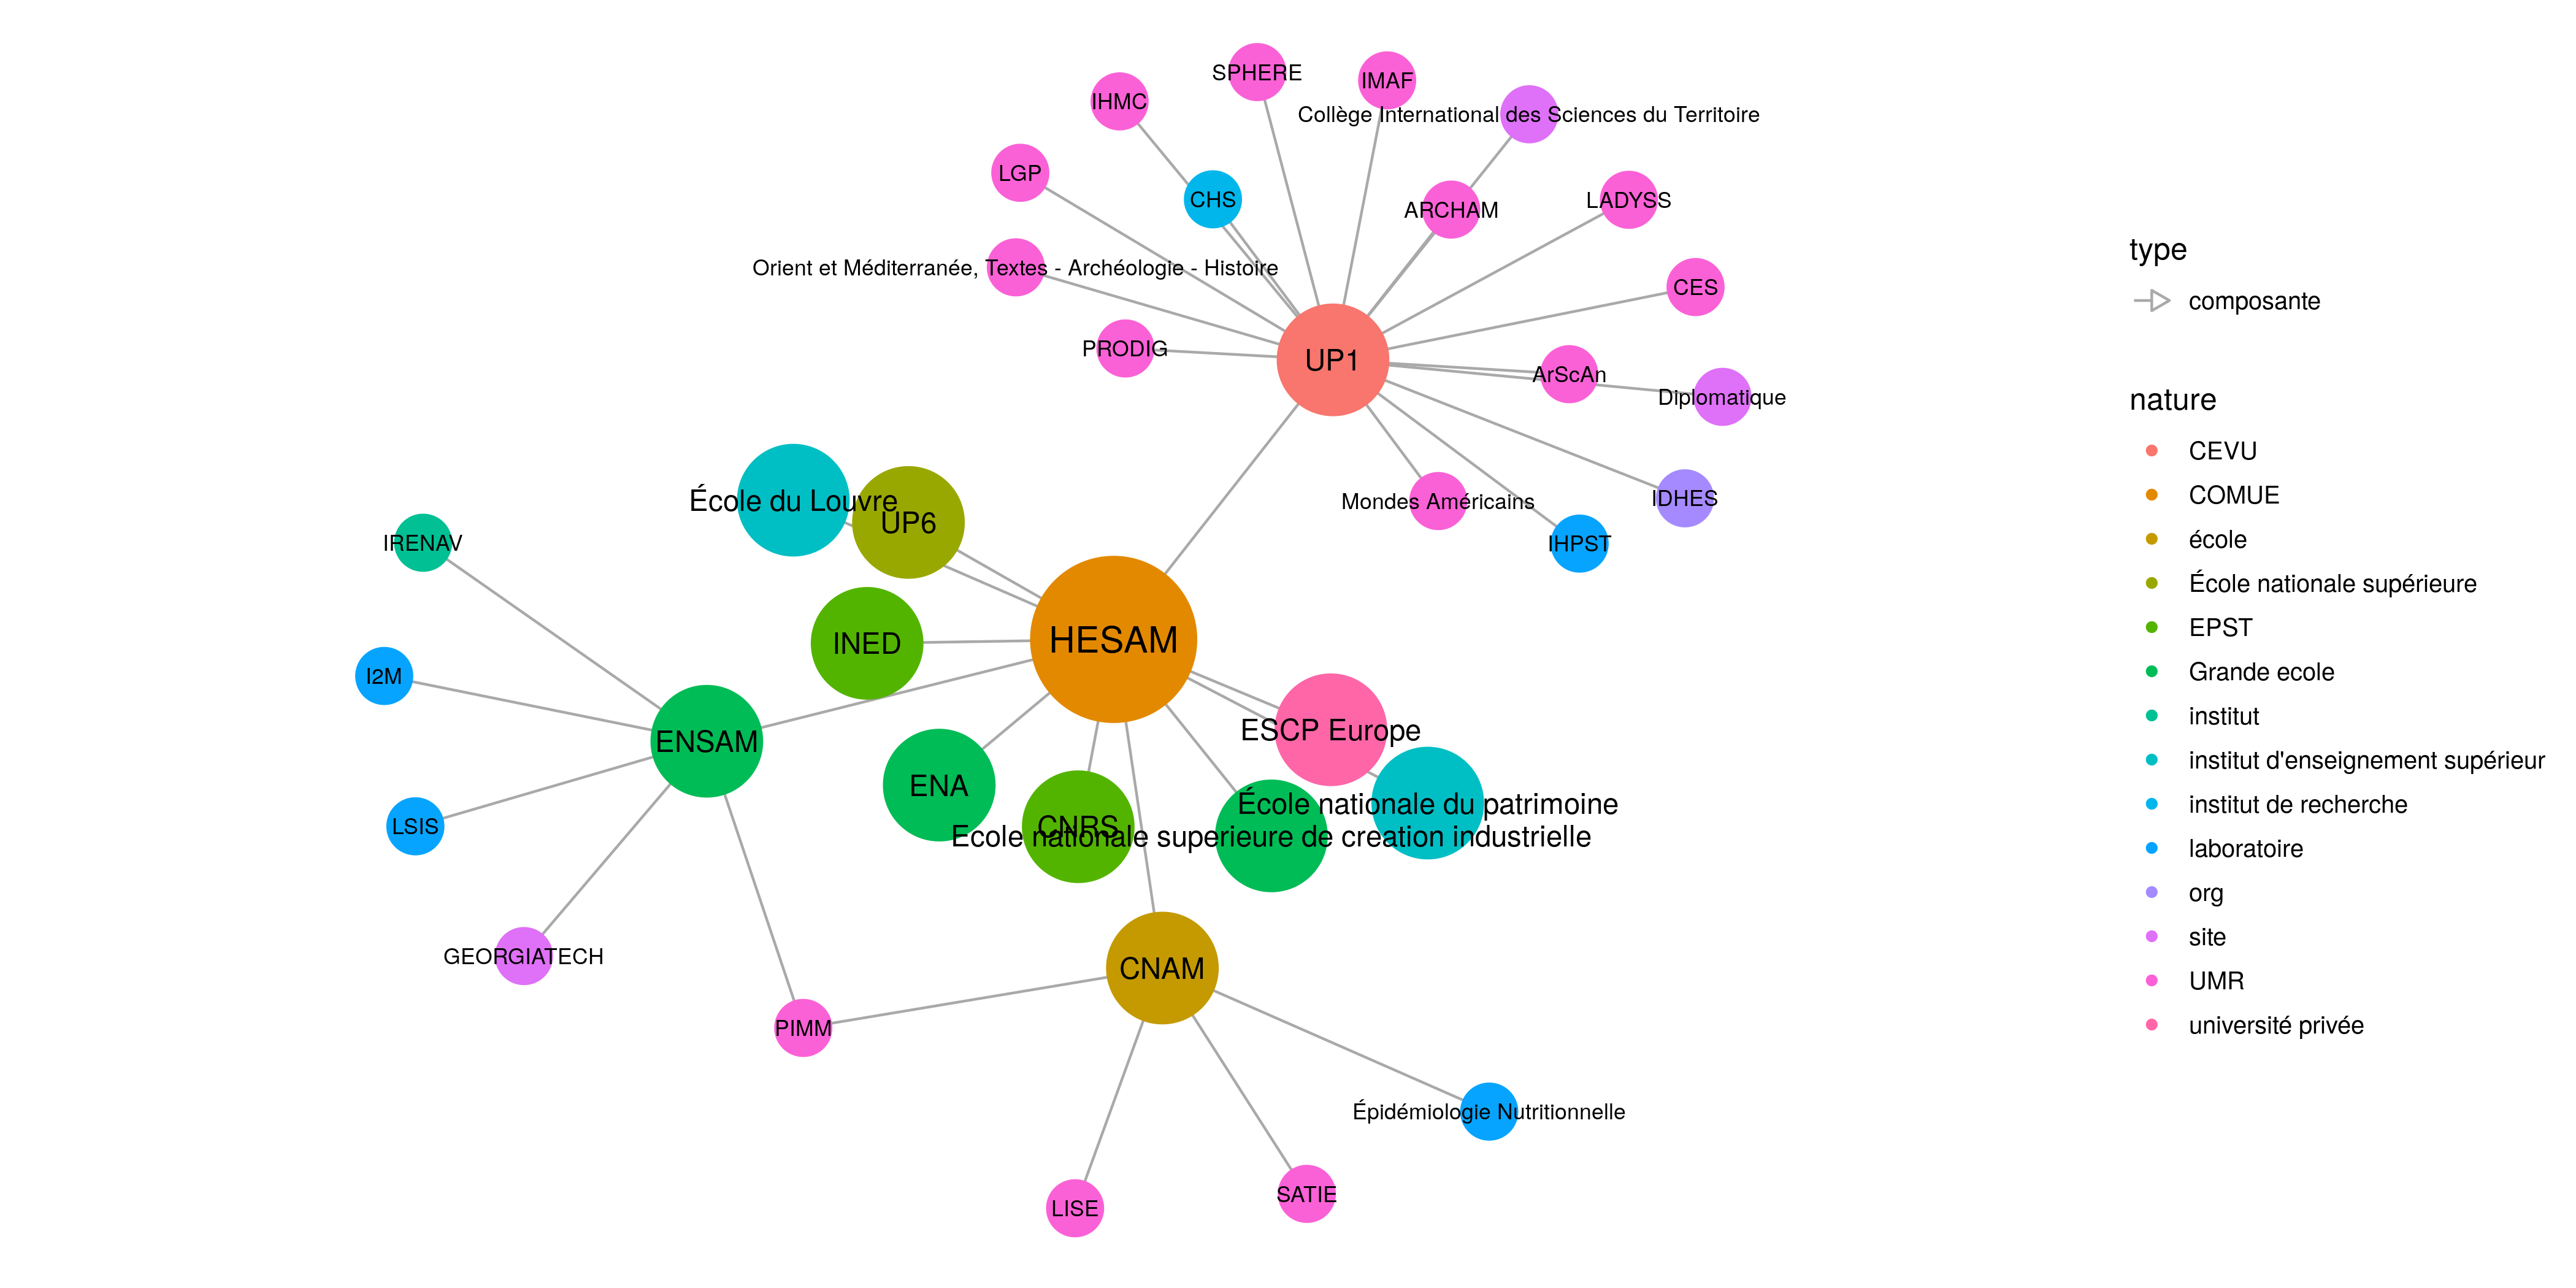 SPHERE
IMAF
IHMC
Collège International des Sciences du Territoire
LGP
CHS
ARCHAM
LADYSS
Orient et Méditerranée, Textes - Archéologie - Histoire
CES
PRODIG
UP1
ArScAn
Diplomatique
École du Louvre
UP6
Mondes Américains
IDHES
IRENAV
IHPST
INED
HESAM
I2M
ENSAM
ESCP Europe
ENA
École nationale du patrimoine
LSIS
CNRS
Ecole nationale superieure de creation industrielle
GEORGIATECH
CNAM
PIMM
Épidémiologie Nutritionnelle
SATIE
LISE
type
composante
nature
CEVU
COMUE
école
École nationale supérieure
EPST
Grande ecole
institut
institut d'enseignement supérieur
institut de recherche
laboratoire
org
site
UMR
université privée